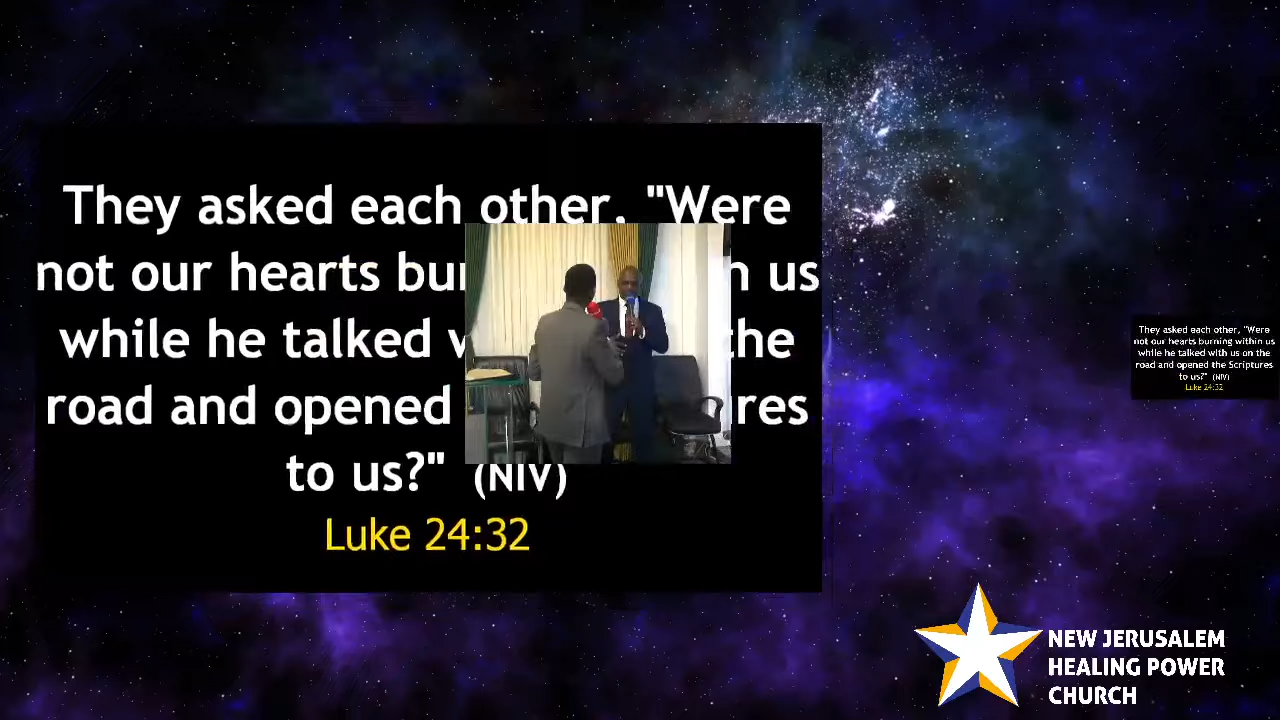 They asked each other, "Were
not our hearts bur n us
while he talked w the
road and opened res
to us?" (NIV)
Luke 24:32
They asked each other, "Were
not our hearts burning within us
while he talked with us on the
road and opened the Scriptures
to us?" (NIV)
Luke 24:32
NEW JERUSALEM
HEALING POWER
CHURCH